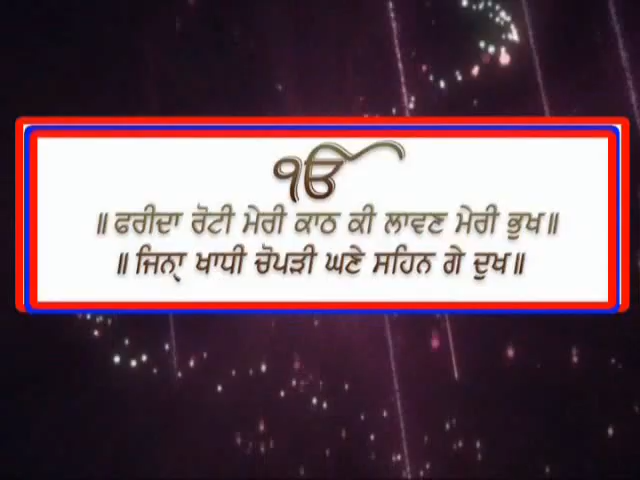 ੴ
॥ ਫਰੀਦਾ ਰੋਟੀ ਮੇਰੀ ਕਾਠ ਕੀ ਲਾਵਣ ਮੇਰੀ ਭੁਖ॥
॥ ਜਿਨਾੑ ਖਾਧੀ ਚੋਪੜੀ ਘਣੇ ਸਹਿਨ ਗੇ ਦੁਖ॥